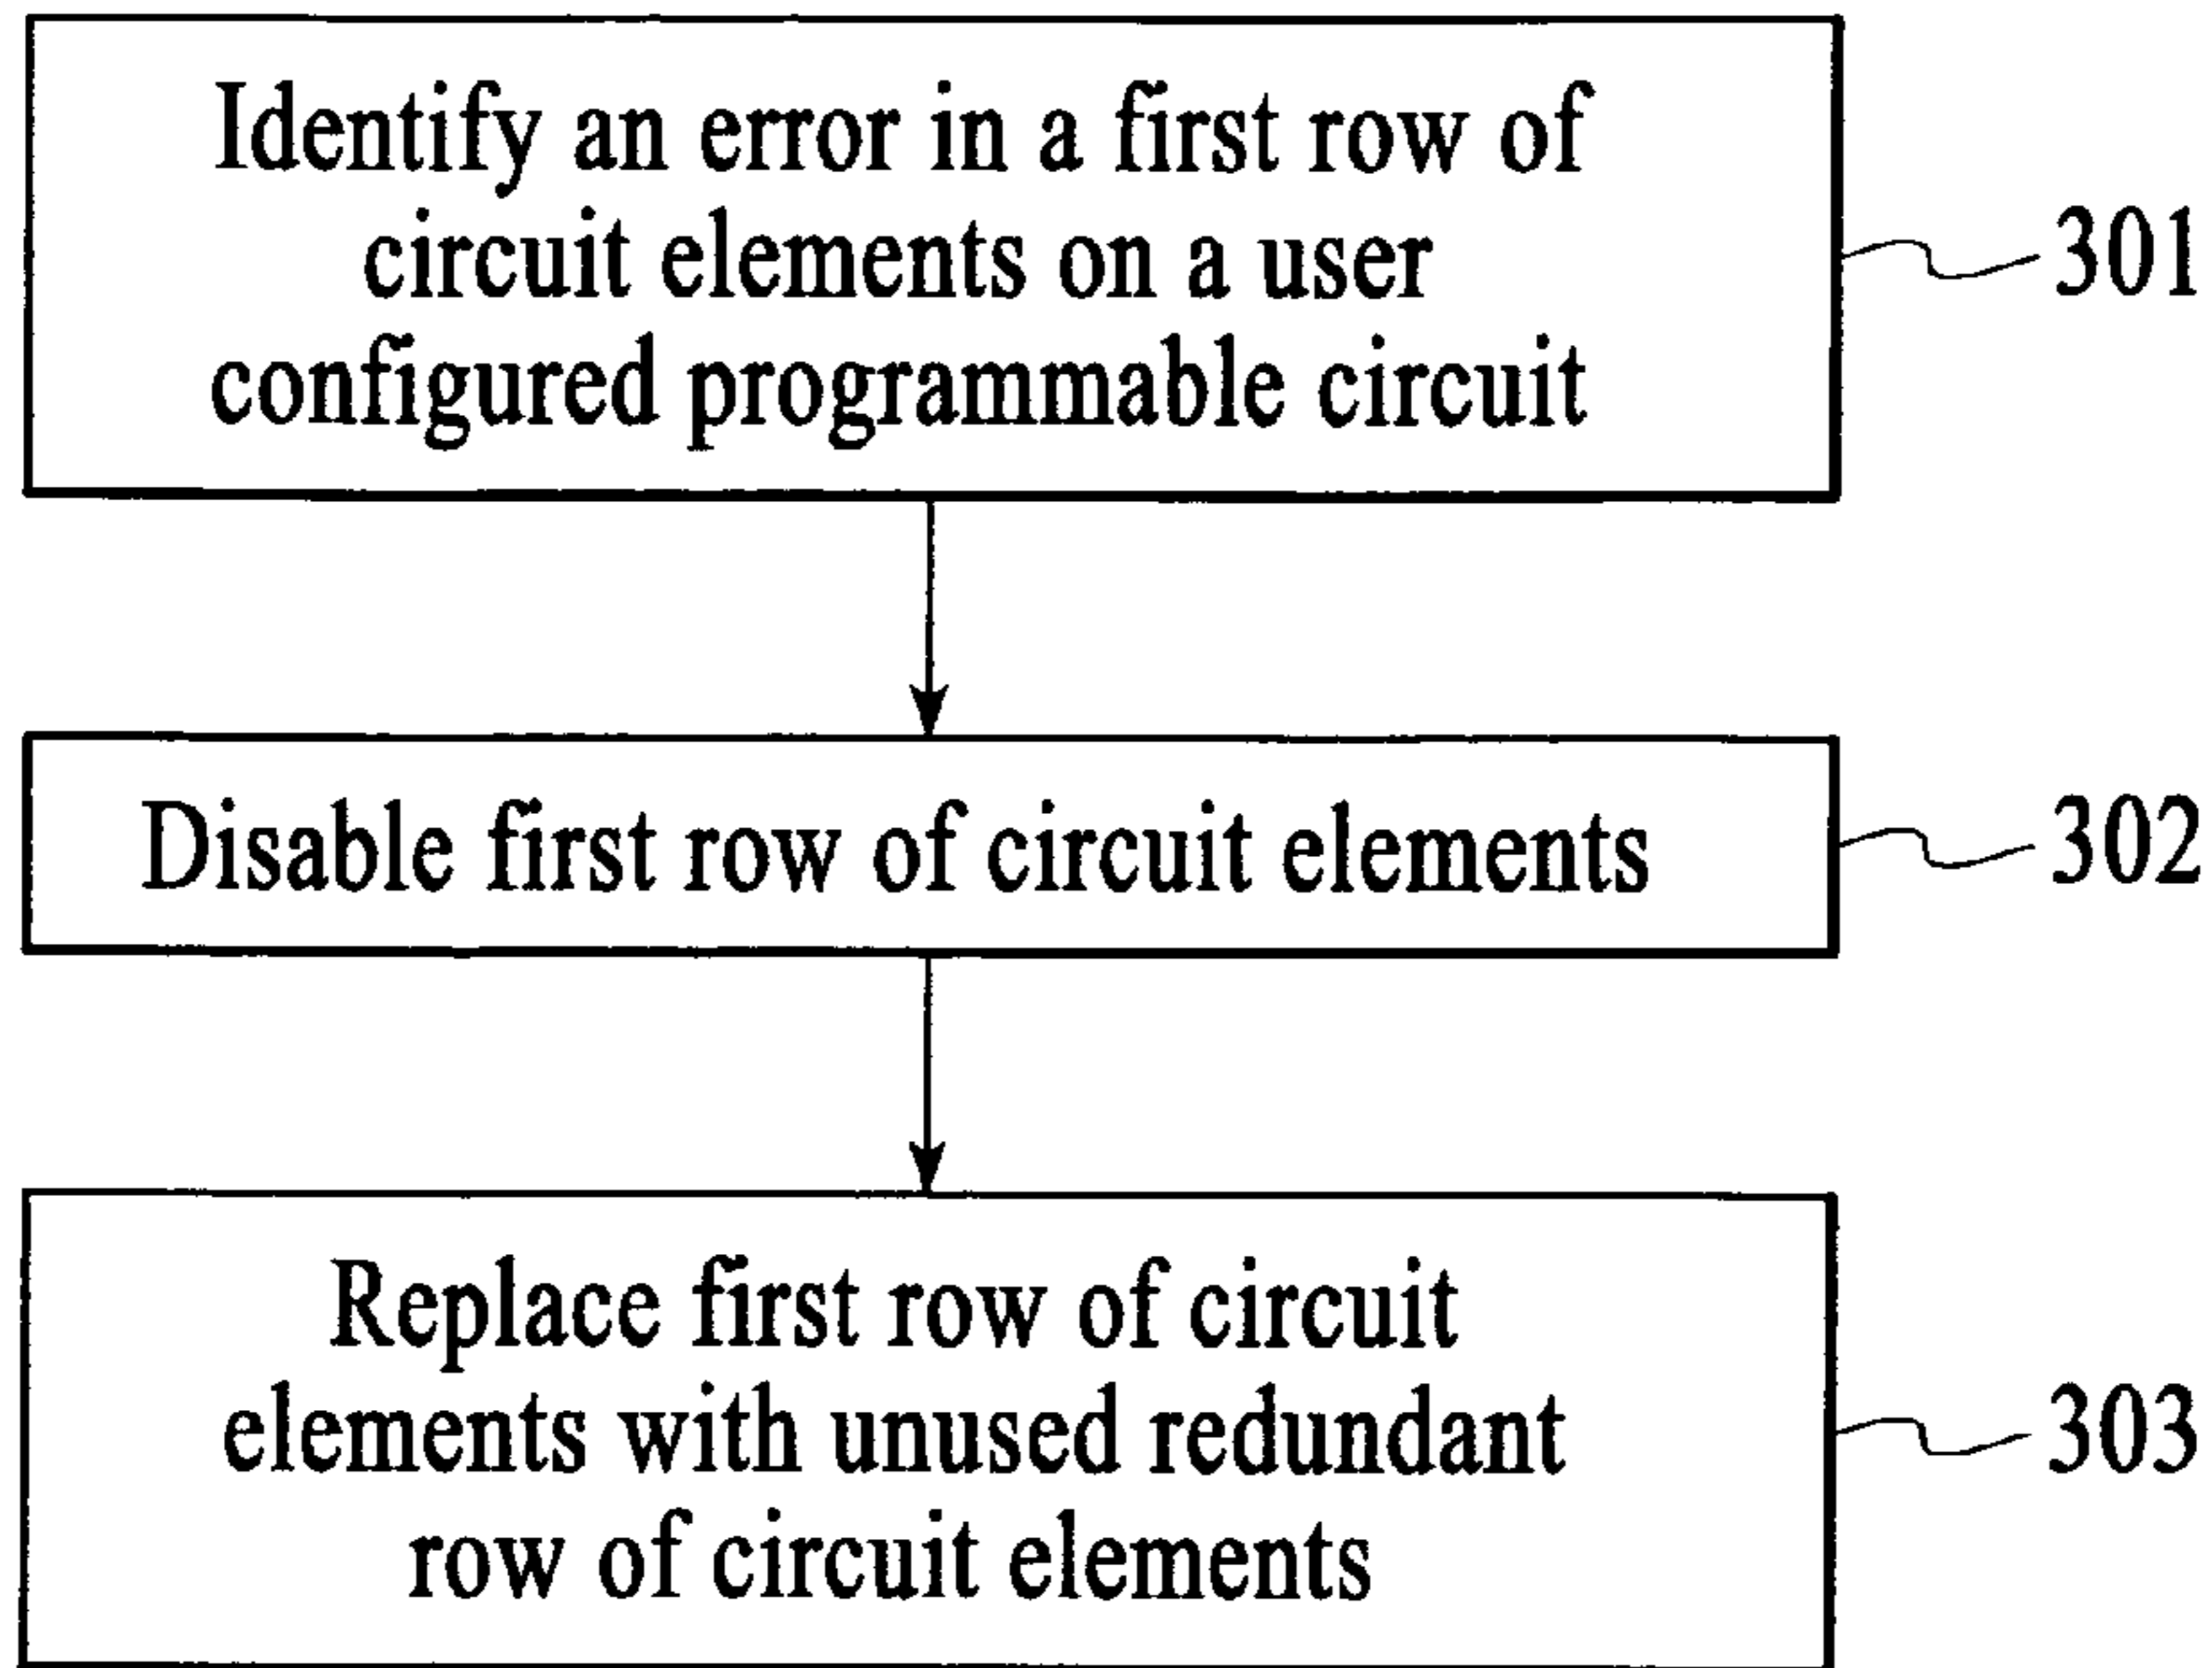 Identify an error in a first row of
circuit elements on a user
configured programmable circuit
301
Disable first row of circuit elements
302
Replace first row of circuit
elements with unused redundant
row of circuit elements
303